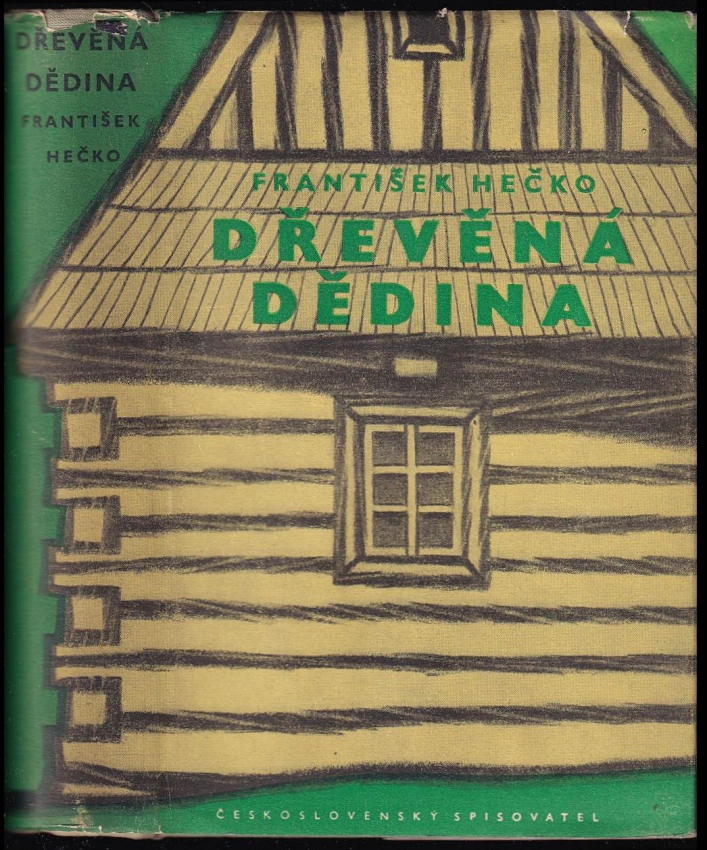 DŘEVĚNÁ
DĚDINA
FRANTIŠEK
HEČKO
FRANTIŠEK HEČKO
DŘEVĚNÁ
DĚDINA
ČESKOSLOVENSKÝ SPISOVATEL